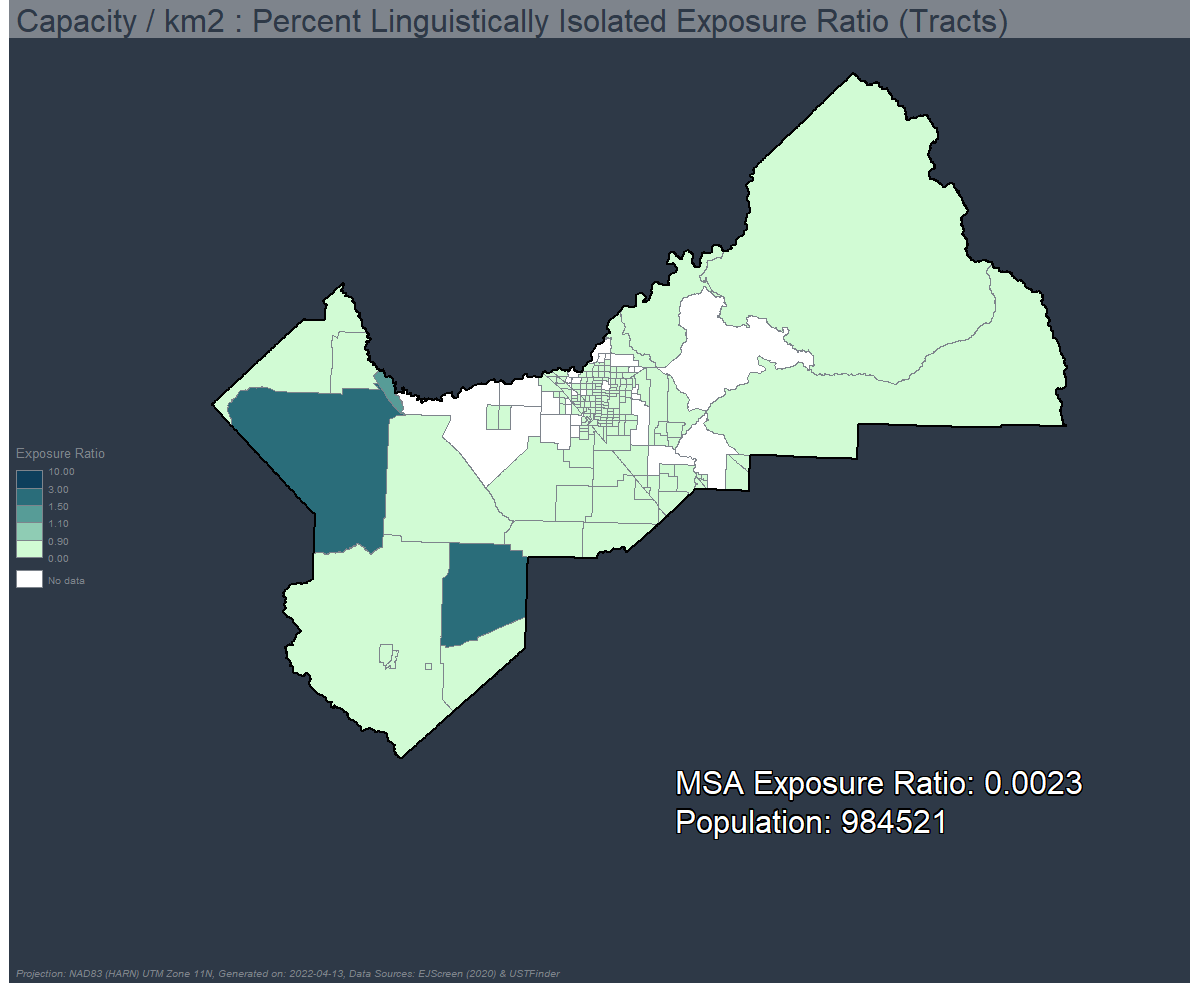 Capacity / km2 : Percent Linguistically Isolated Exposure Ratio (Tracts)
Exposure Ratio
10.00
3.00
1.50
1.10
0.90
0.00
No data
MSA Exposure Ratio: 0.0023
Population: 984521
Projection: NAD83 (HARN) UTM Zone 11N, Generated on: 2022-04-13, Data Sources: EJScreen (2020) & USTFinder